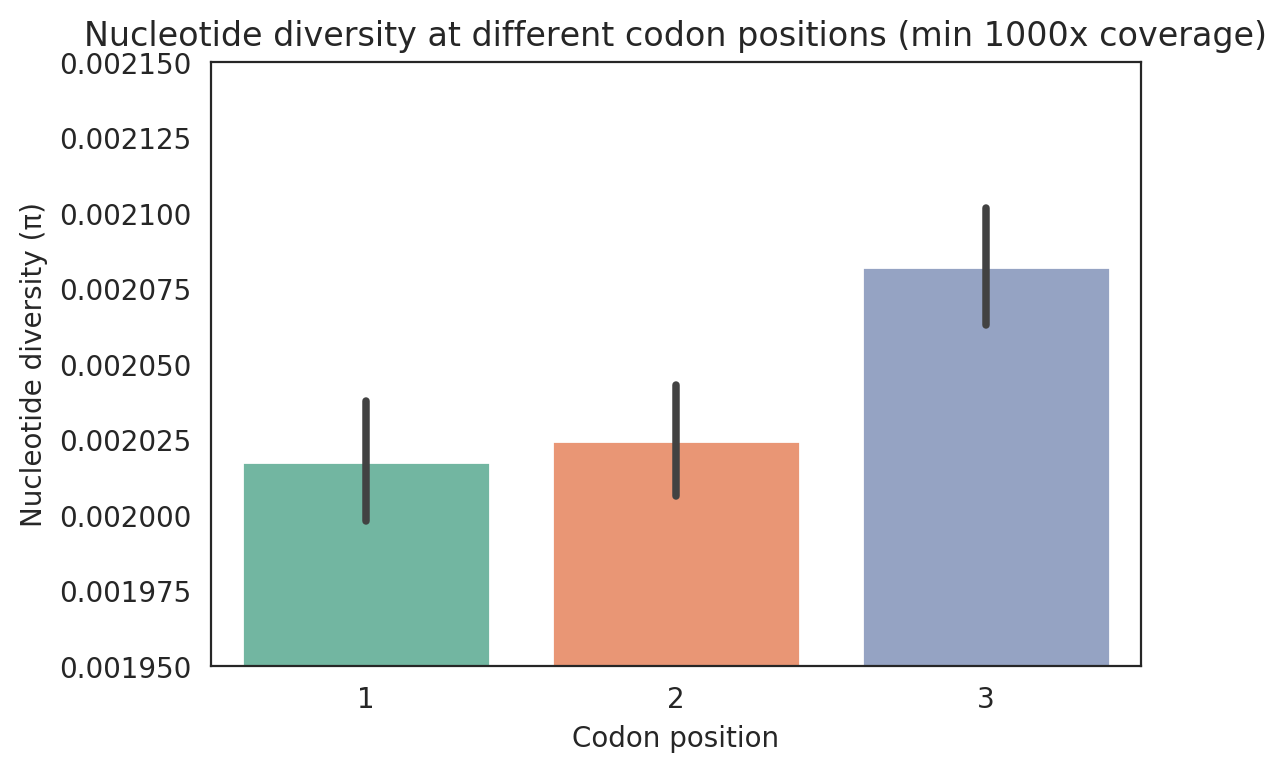 Nucleotide diversity at different codon positions (min 1000x coverage)
Nucleotide diversity (π)
0.002150
0.002125
0.002100
0.002075
0.002050
0.002025
0.002000
0.001975
0.001950
1 2 3
Codon position